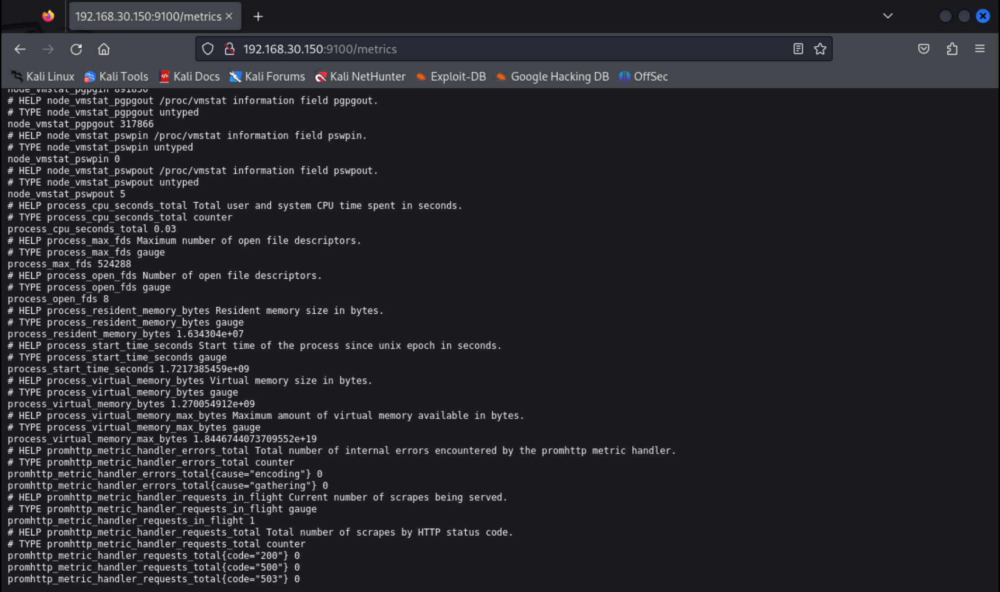 192.168.30.150:9100/metrics
192.168.30.150:9100/metrics
Kali Linux Kali Tools Kali Docs Kali Forums Kali NetHunter Exploit-DB Google Hacking DB OffSec
node_vmstat_pgpgin 891850
# HELP node_vmstat_pgpgout /proc/vmstat information field pgpgout.
# TYPE node_vmstat_pgpgout untyped
node_vmstat_pgpgout 317866
# HELP node_vmstat_pswpin /proc/vmstat information field pswpin.
# TYPE node_vmstat_pswpin untyped
node_vmstat_pswpin 0
# HELP node_vmstat_pswpout /proc/vmstat information field pswpout.
# TYPE node_vmstat_pswpout untyped
node_vmstat_pswpout 5
# HELP process_cpu_seconds_total Total user and system CPU time spent in seconds.
# TYPE process_cpu_seconds_total counter
process_cpu_seconds_total 0.03
# HELP process_max_fds Maximum number of open file descriptors.
# TYPE process_max_fds gauge
process_max_fds 524288
# HELP process_open_fds Number of open file descriptors.
# TYPE process_open_fds gauge
process_open_fds 8
# HELP process_resident_memory_bytes Resident memory size in bytes.
# TYPE process_resident_memory_bytes gauge
process_resident_memory_bytes 1.634304e+07
# HELP process_start_time_seconds Start time of the process since unix epoch in seconds.
# TYPE process_start_time_seconds gauge
process_start_time_seconds 1.7217385459e+09
# HELP process_virtual_memory_bytes Virtual memory size in bytes.
# TYPE process_virtual_memory_bytes gauge
process_virtual_memory_bytes 1.270054912e+09
# HELP process_virtual_memory_max_bytes Maximum amount of virtual memory available in bytes.
# TYPE process_virtual_memory_max_bytes gauge
process_virtual_memory_max_bytes 1.8446744073709552e+19
# HELP promhttp_metric_handler_errors_total Total number of internal errors encountered by the promhttp metric handler.
# TYPE promhttp_metric_handler_errors_total counter
promhttp_metric_handler_errors_total{cause="encoding"} 0
promhttp_metric_handler_errors_total{cause="gathering"} 0
# HELP promhttp_metric_handler_requests_in_flight Current number of scrapes being served.
# TYPE promhttp_metric_handler_requests_in_flight gauge
promhttp_metric_handler_requests_in_flight 1
# HELP promhttp_metric_handler_requests_total Total number of scrapes by HTTP status code.
# TYPE promhttp_metric_handler_requests_total counter
promhttp_metric_handler_requests_total{code="200"} 0
promhttp_metric_handler_requests_total{code="500"} 0
promhttp_metric_handler_requests_total{code="503"} 0